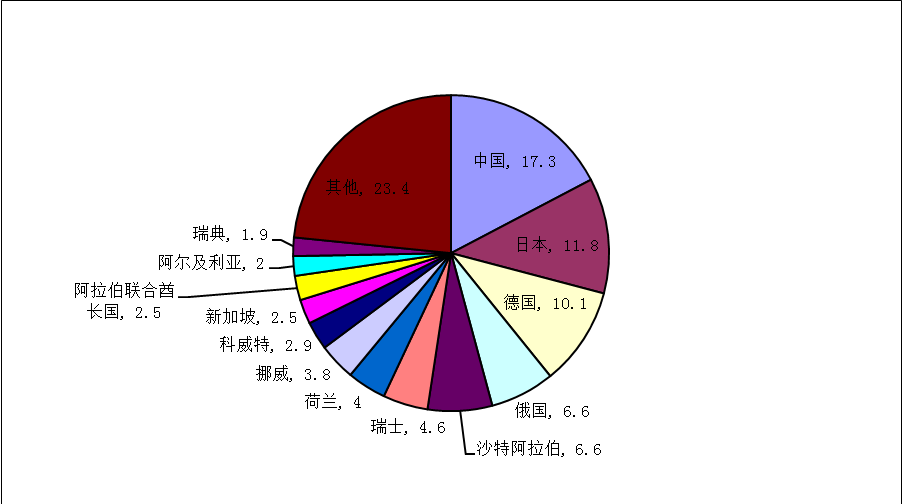 中国, 17.3
日本, 11.8
德国, 10.1
俄国, 6.6
沙特阿拉伯, 6.6
瑞士, 4.6
荷兰, 4
挪威, 3.8
科威特, 2.9
新加坡, 2.5
阿拉伯联合酋
长国, 2.5
阿尔及利亚, 2
瑞典, 1.9
其他, 23.4